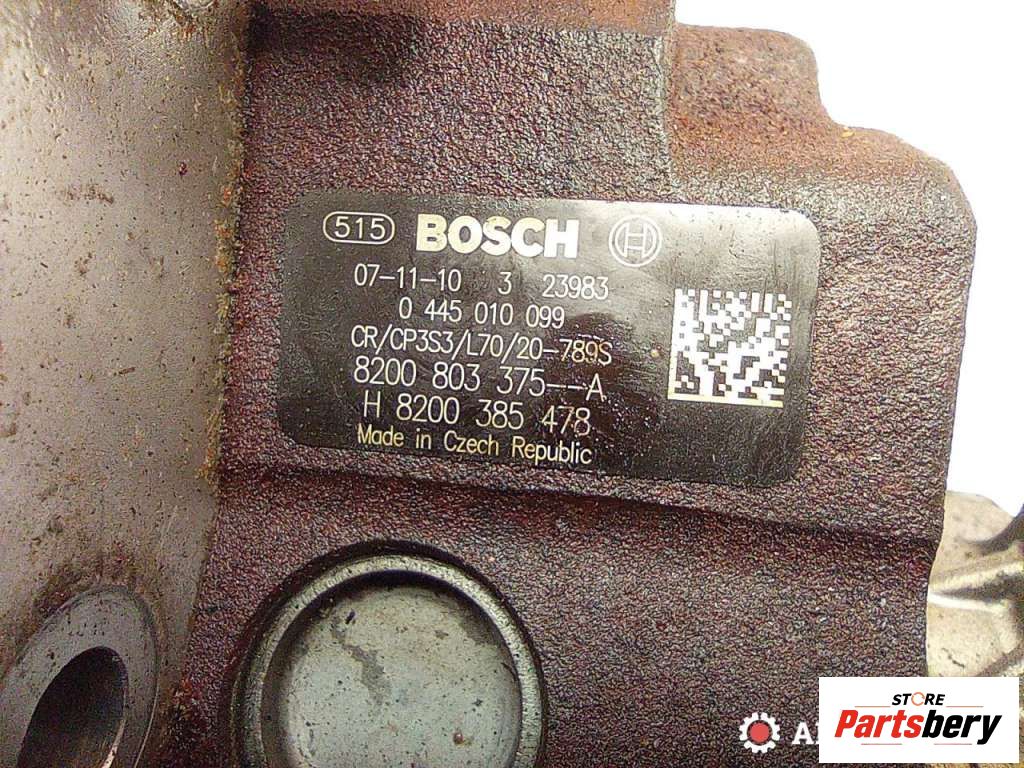 515 BOSCH
07-11-10 3 23983
0 445 010 099
CR/CP3S3/L70/20-789S
8200 803 375--A
H 8200 385 478
Made in Czech Republic
STORE
Partsbery